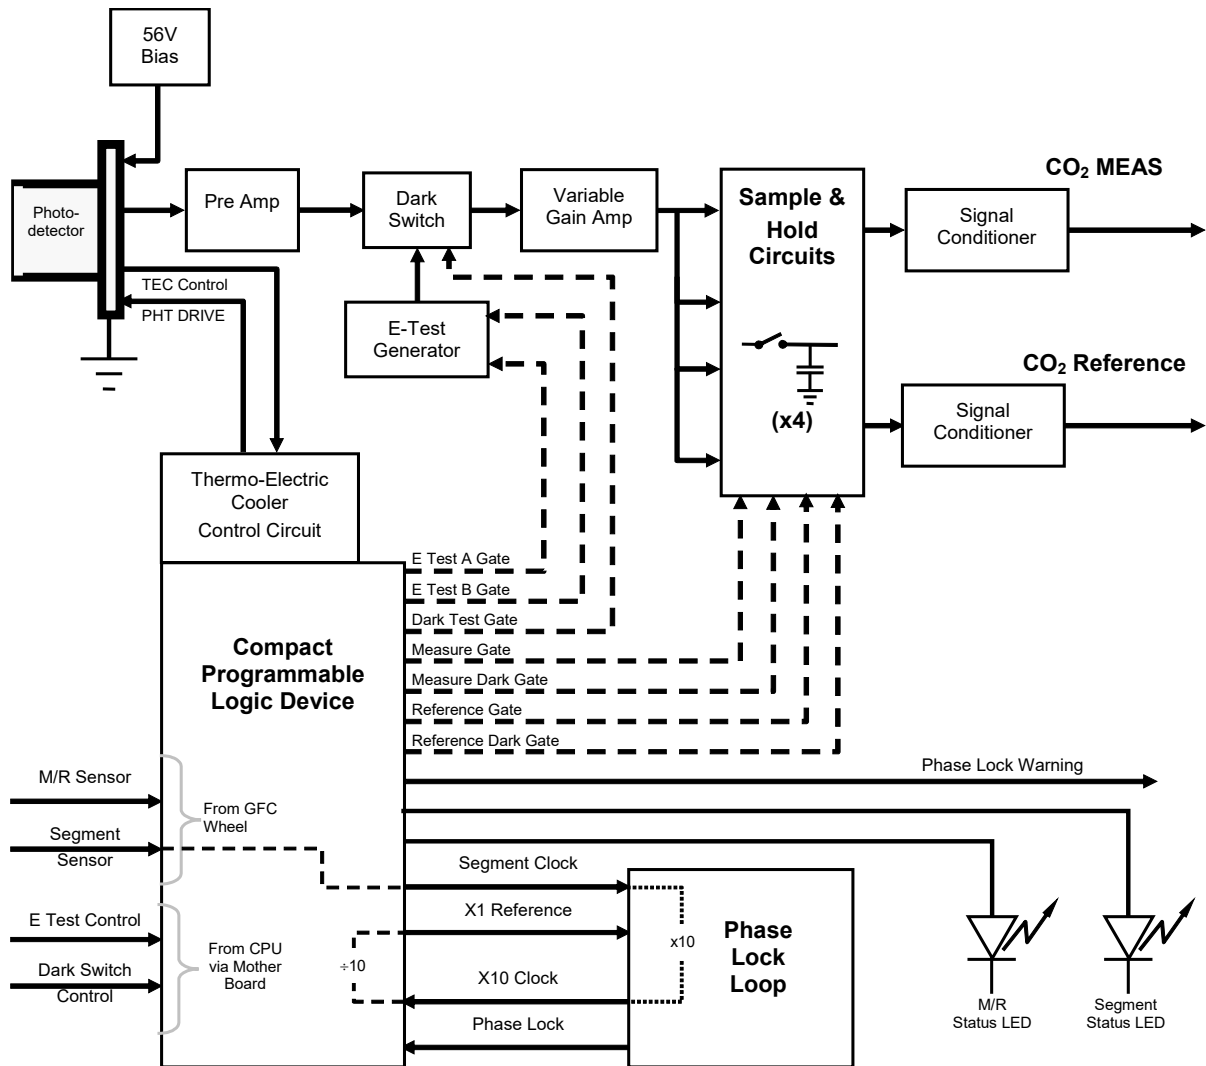 56V
Bias
CO2 MEAS
Photo-
detector
Pre Amp
Dark
Switch
Variable
Gain Amp
Sample &
Hold
Circuits
Signal
Conditioner
TEC Control
PHT DRIVE
E-Test
Generator
(x4)
CO2 Reference
Signal
Conditioner
Thermo-Electric
Cooler
Control Circuit
E Test A Gate
E Test B Gate
Dark Test Gate
Measure Gate
Measure Dark Gate
Reference Gate
Reference Dark Gate
Compact
Programmable
Logic Device
Phase Lock Warning
M/R Sensor
Segment
Sensor
From GFC
Wheel
E Test Control
Dark Switch
Control
From CPU
via Mother
Board
÷10
Segment Clock
X1 Reference
X10 Clock
Phase Lock
x10
Phase
Lock
Loop
M/R
Status LED
Segment
Status LED